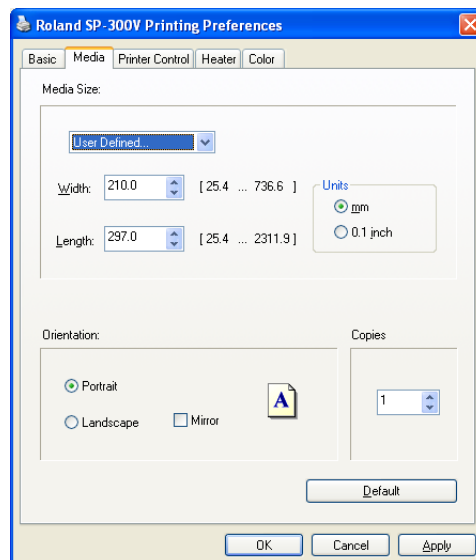 Roland SP-300V Printing Preferences
Basic Media Printer Control Heater Color
Media Size:
User Defined...
Width: 210.0 [ 25.4 ... 736.6 ]
Units
mm
Length: 297.0 [ 25.4 ... 2311.9 ]
0.1 inch
Orientation:
Copies
Portrait
A
1
Landscape Mirror
Default
OK Cancel Apply